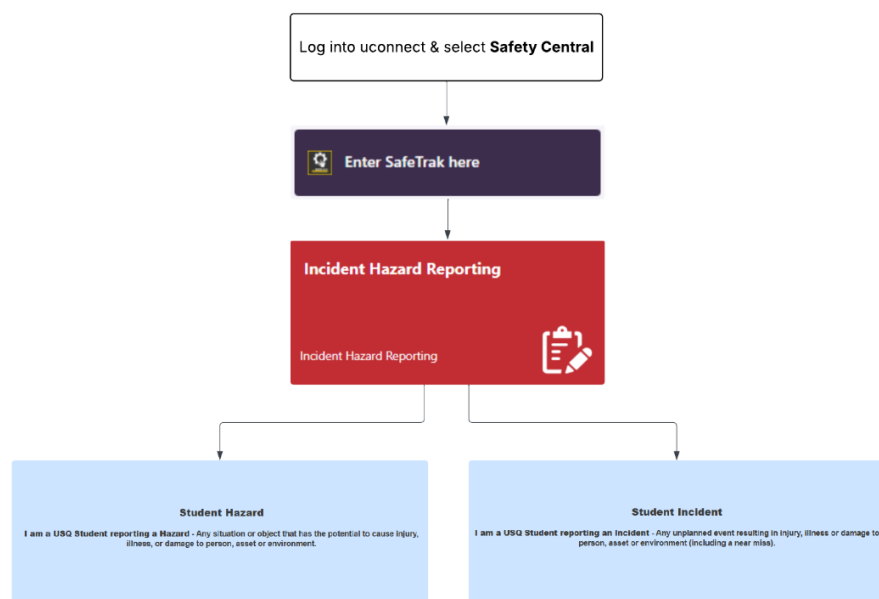 Log into uconnect & select Safety Central
Enter SafeTrak here
Incident Hazard Reporting
Incident Hazard Reporting
Student Hazard
I am a USQ Student reporting a Hazard - Any situation or object that has the potential to cause injury,
illness, or damage to person, asset or environment.
Student Incident
I am a USQ Student reporting an Incident - Any unplanned event resulting in injury, illness or damage to
person, asset or environment (including a near miss).